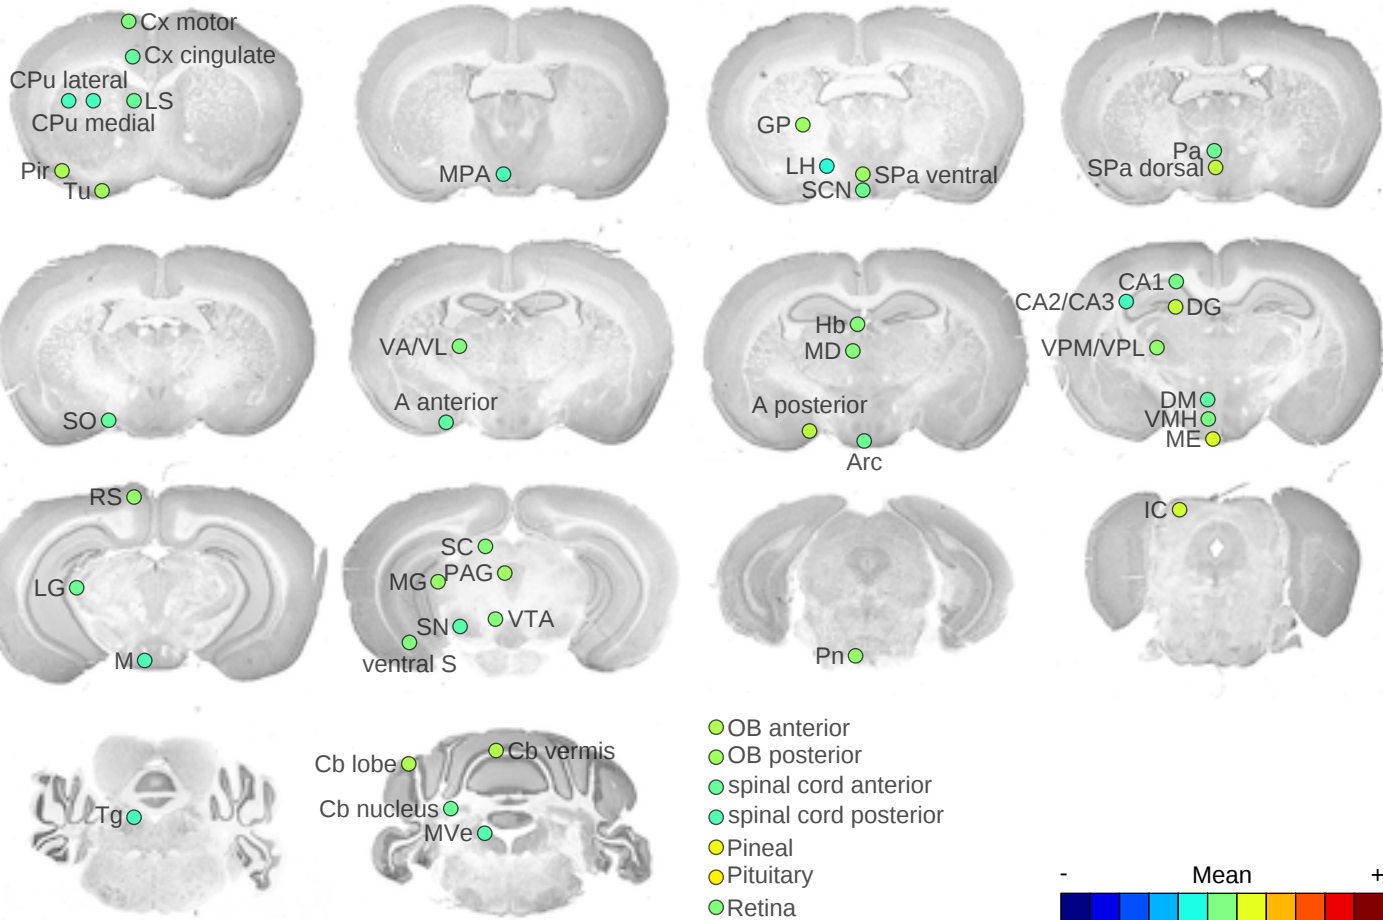 Cx motor
Cx cingulate
CPu lateral
LS
CPu medial
Pir
Tu
MPA
GP
LH
SPa ventral
SCN
Pa
SPa dorsal
SO
VA/VL
A anterior
Hb
MD
A posterior
Arc
CA1
CA2/CA3
DG
VPM/VPL
DM
VMH
ME
RS
LG
M
SC
MG
PAG
SN
VTA
ventral S
Pn
IC
Tg
Cb lobe
Cb vermis
Cb nucleus
MVe
OB anterior
OB posterior
spinal cord anterior
spinal cord posterior
Pineal
Pituitary
Retina
- Mean +